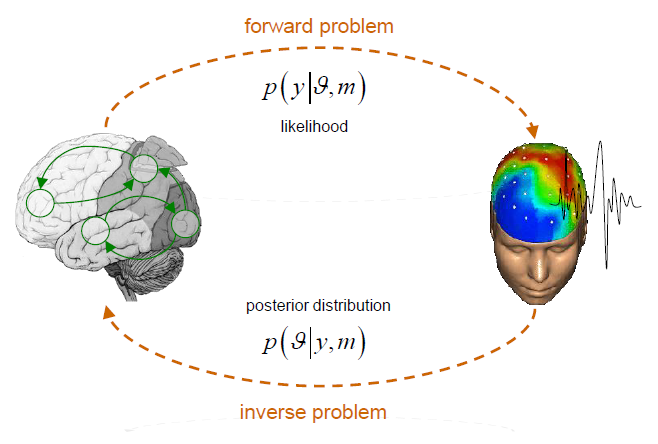 forward problem
p(y|ϑ,m)
likelihood
posterior distribution
p(ϑ|y,m)
inverse problem